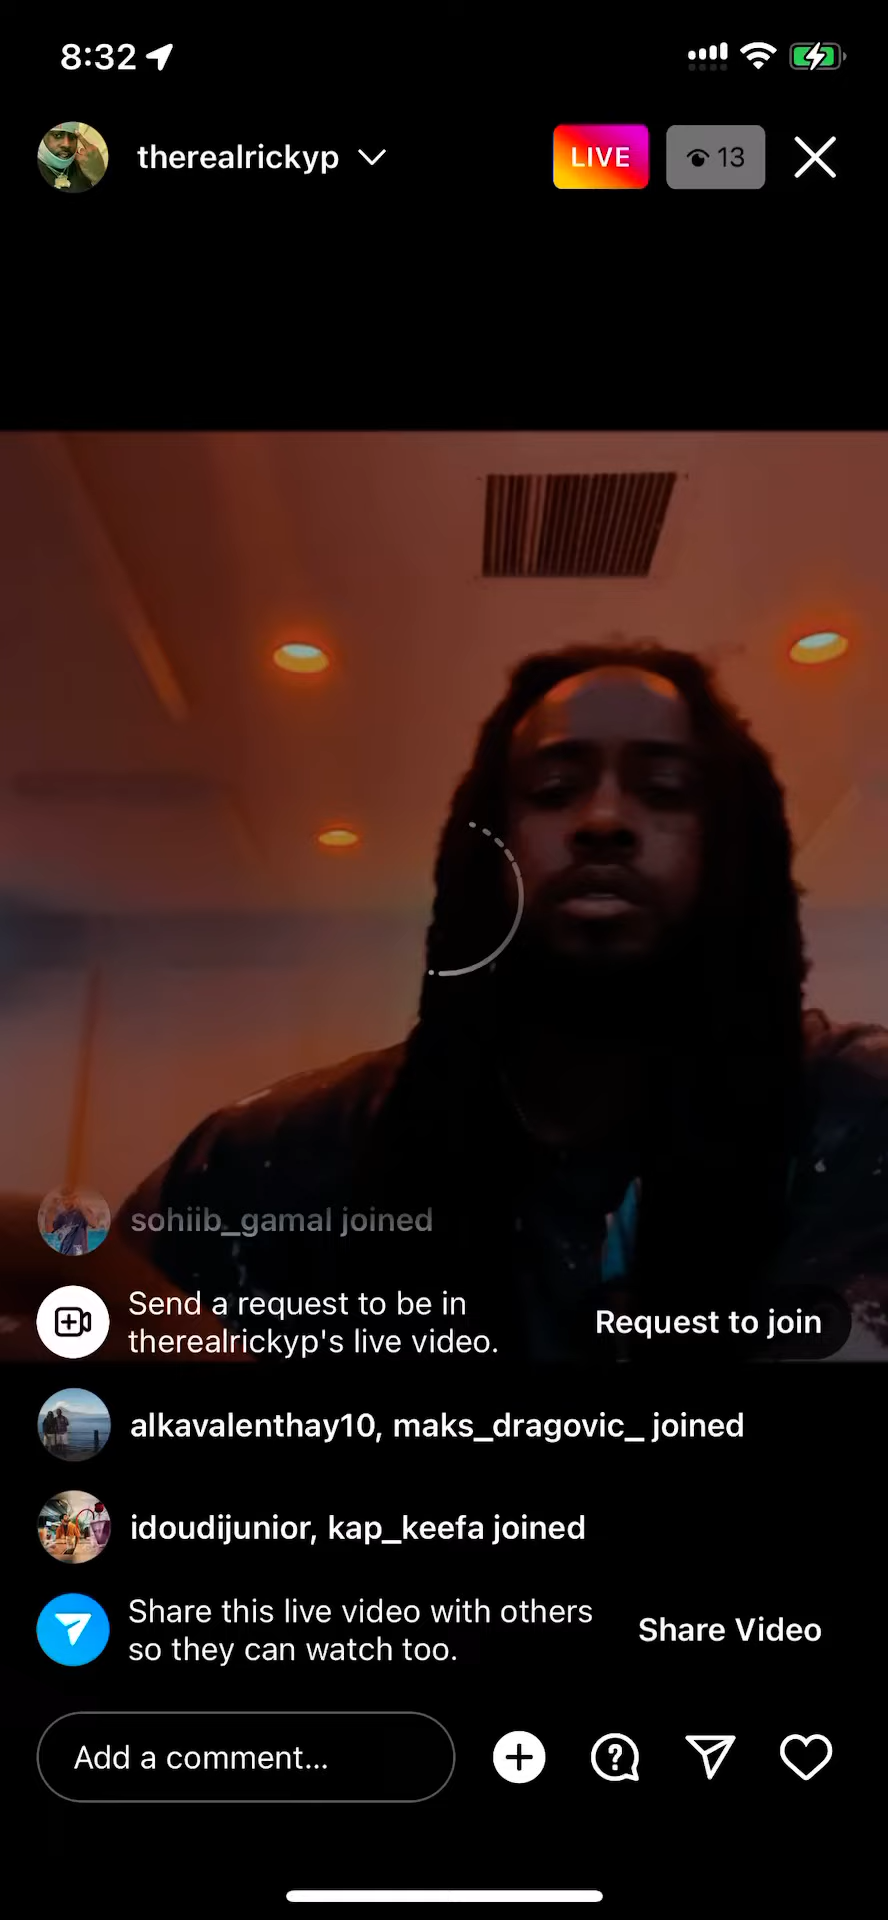 8:32
therealrickyp
LIVE
13
sohiib_gamal joined
Send a request to be in
therealrickyp's live video.
Request to join
alkavalenthay10, maks_dragovic_ joined
idoudijunior, kap_keefa joined
Share this live video with others
so they can watch too.
Share Video
Add a comment...